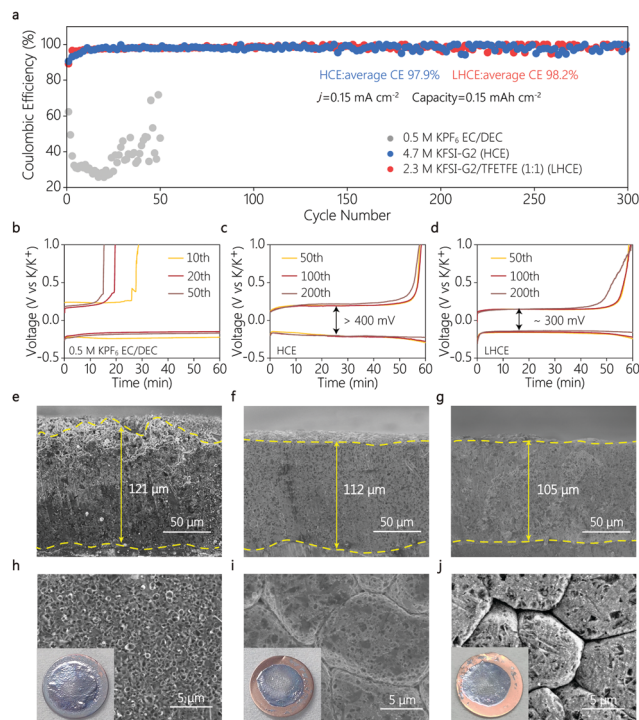 a
Coulombic Efficiency (%)
100
80
60
40
20
HCE:average CE 97.9% LHCE:average CE 98.2%
j=0.15 mA cm⁻² Capacity=0.15 mAh cm⁻²
0.5 M KPF₆ EC/DEC
4.7 M KFSI-G2 (HCE)
2.3 M KFSI-G2/TFETFE (1:1) (LHCE)
0 50 100 150 200 250 300
Cycle Number
b
Voltage (V vs K/K⁺)
1.0
0.5
0.0
-0.5
10th
20th
50th
0.5 M KPF₆ EC/DEC
0 10 20 30 40 50 60
Time (min)
c
Voltage (V vs K/K⁺)
1.0
0.5
0.0
-0.5
50th
100th
200th
> 400 mV
HCE
0 10 20 30 40 50 60
Time (min)
d
Voltage (V vs K/K⁺)
1.0
0.5
0.0
-0.5
50th
100th
200th
~ 300 mV
LHCE
0 10 20 30 40 50 60
Time (min)
e
121 μm
50 μm
f
112 μm
50 μm
g
105 μm
50 μm
h
5 μm
i
5 μm
j
5 μm